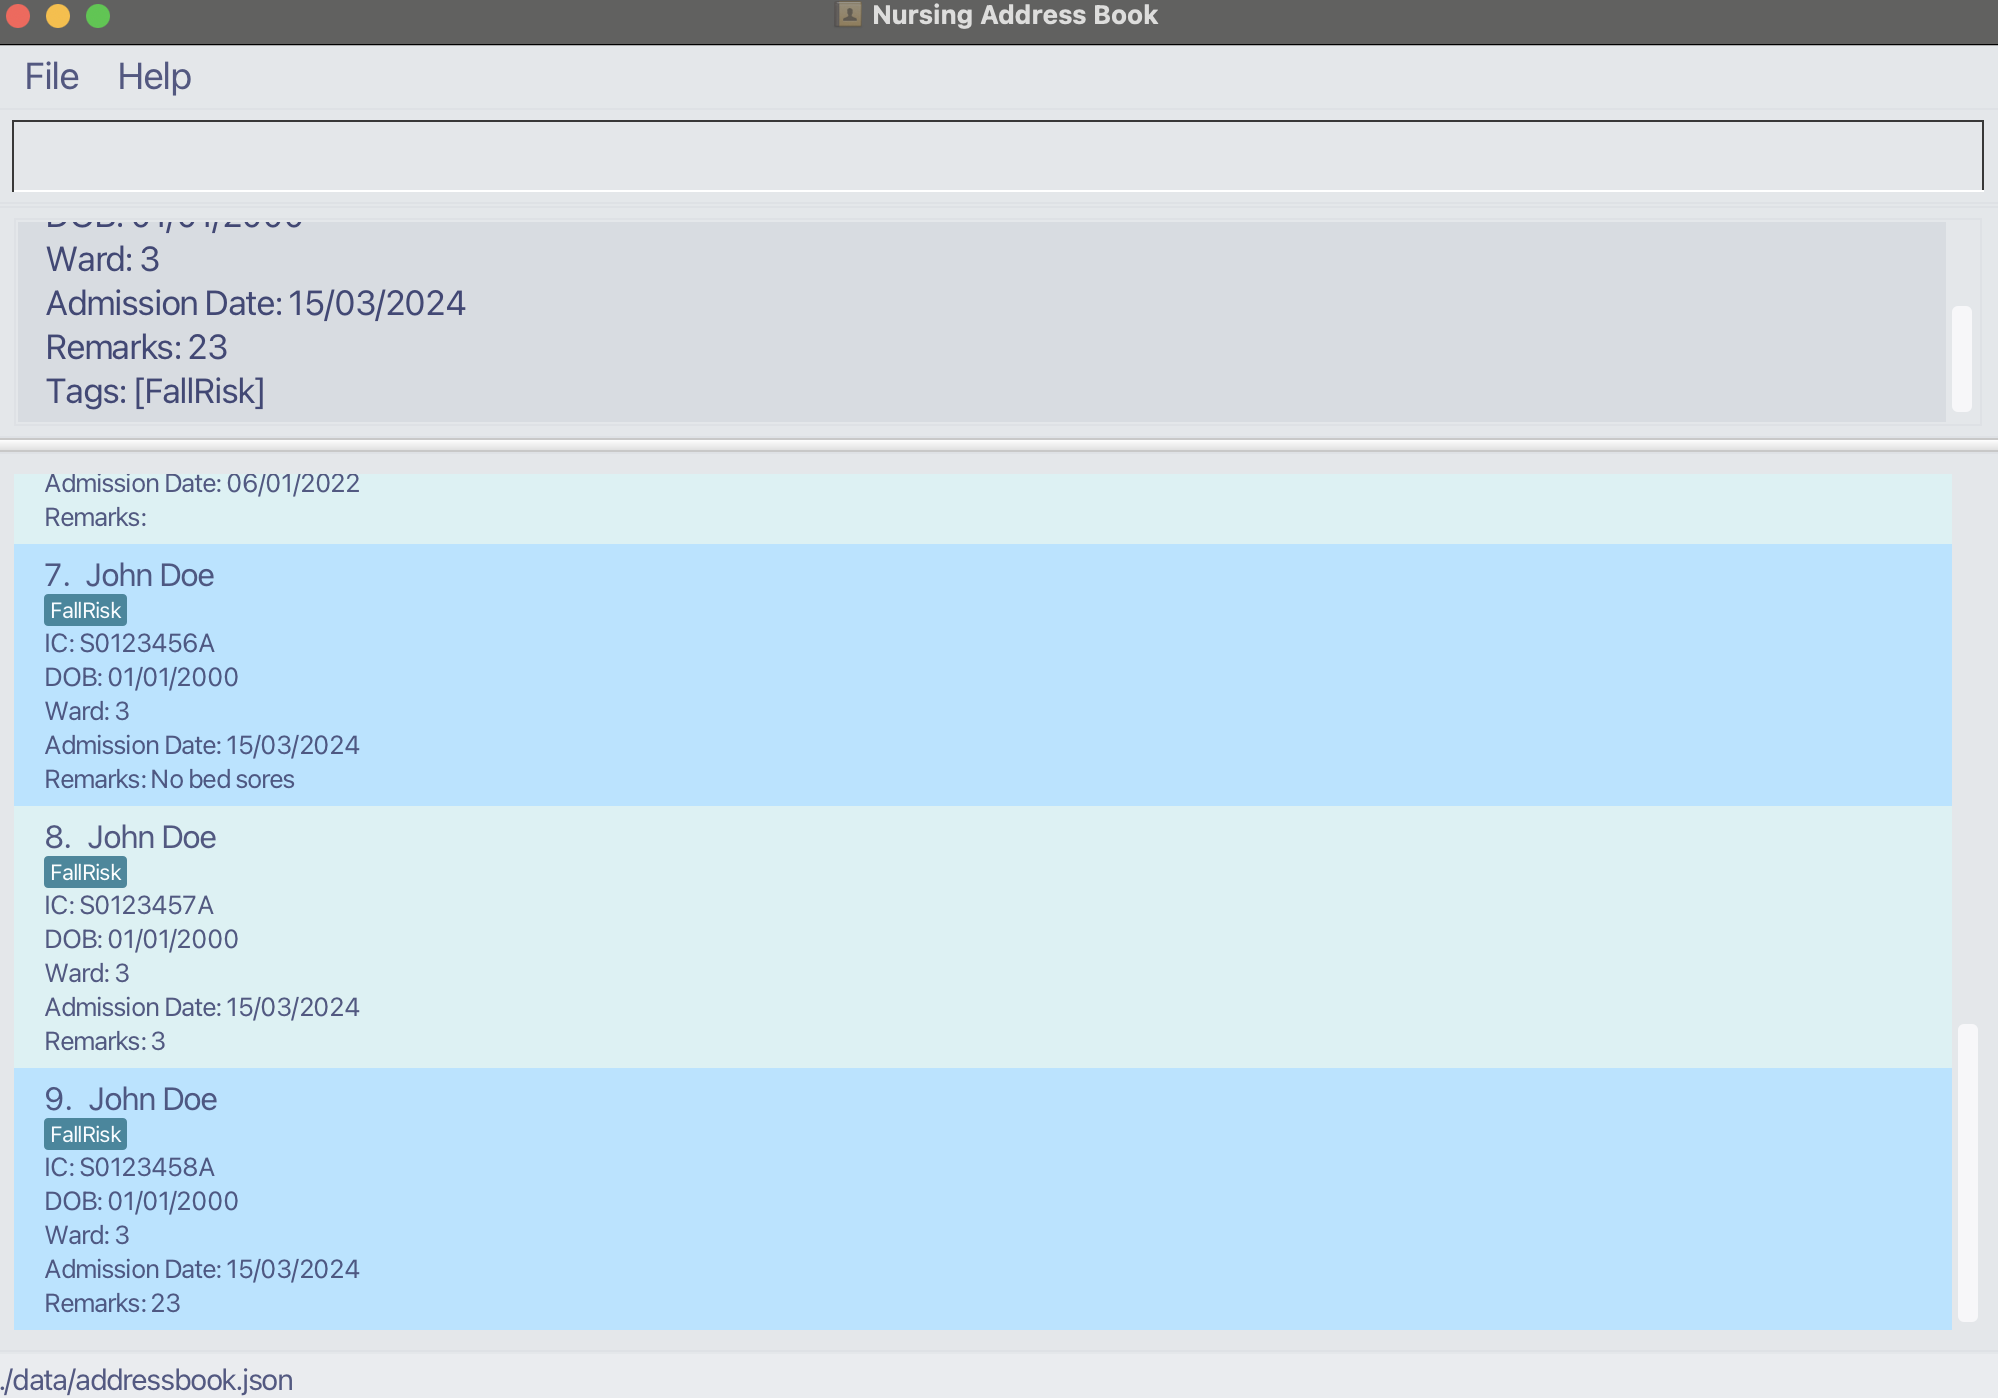 Nursing Address Book
File Help
DOB: 01/01/2000
Ward: 3
Admission Date: 15/03/2024
Remarks: 23
Tags: [FallRisk]
Admission Date: 06/01/2022
Remarks:
7. John Doe
FallRisk
IC: S0123456A
DOB: 01/01/2000
Ward: 3
Admission Date: 15/03/2024
Remarks: No bed sores
8. John Doe
FallRisk
IC: S0123457A
DOB: 01/01/2000
Ward: 3
Admission Date: 15/03/2024
Remarks: 3
9. John Doe
FallRisk
IC: S0123458A
DOB: 01/01/2000
Ward: 3
Admission Date: 15/03/2024
Remarks: 23
./data/addressbook.json